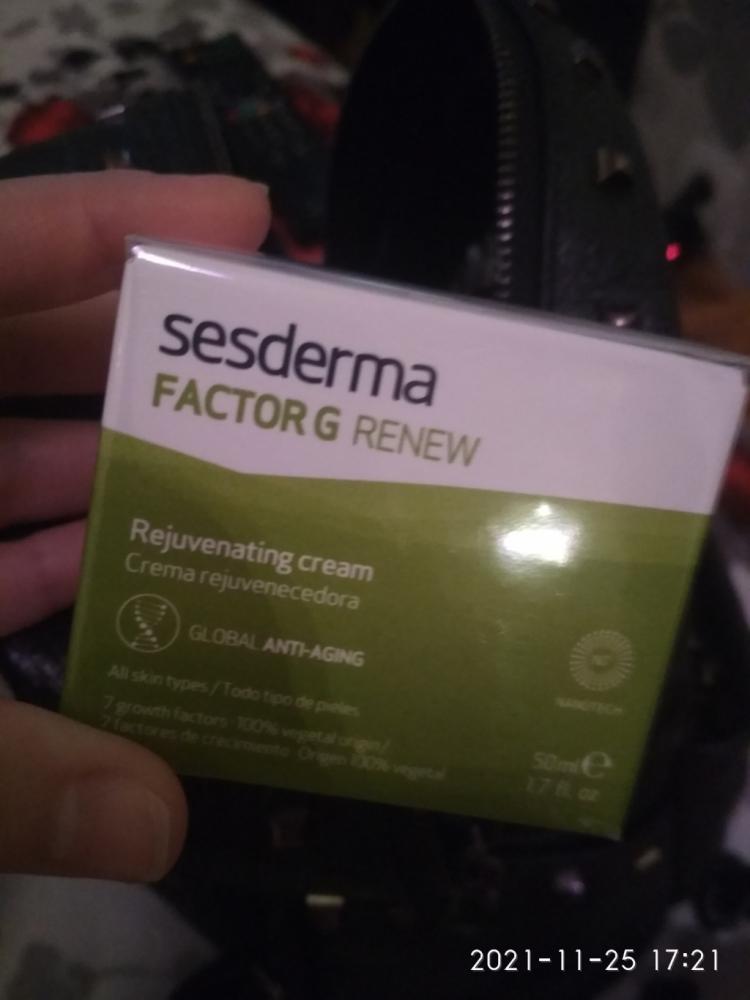 sesderma
FACTOR G RENEW
Rejuvenating cream
Crema rejuvenecedora
GLOBAL ANTI-AGING
All skin types / Todo tipo de pieles
7 growth factors · 100% vegetal origin /
7 factores de crecimiento · Origen 100% vegetal
NANOTECH
50 ml e
1.7 fl. oz
2021-11-25 17:21